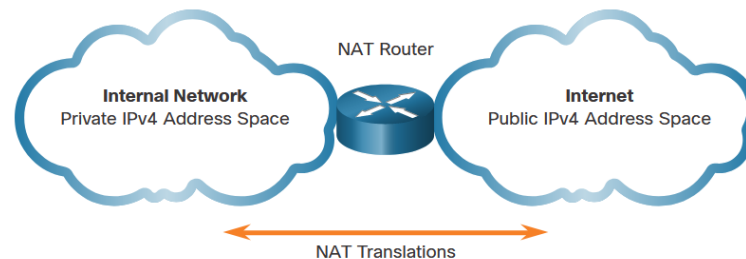 NAT Router
Internal Network
Private IPv4 Address Space
Internet
Public IPv4 Address Space
NAT Translations